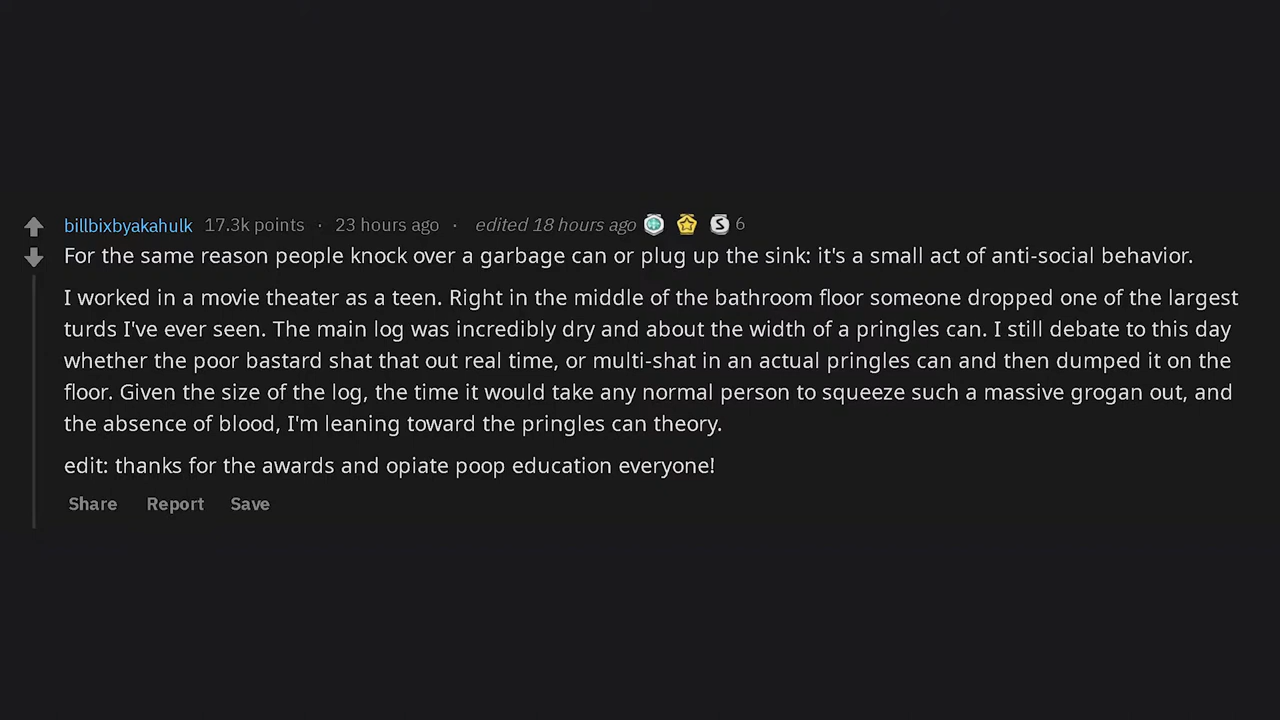 billbixbyakahulk 17.3k points · 23 hours ago · edited 18 hours ago S 6
For the same reason people knock over a garbage can or plug up the sink: it's a small act of anti-social behavior.
I worked in a movie theater as a teen. Right in the middle of the bathroom floor someone dropped one of the largest
turds I've ever seen. The main log was incredibly dry and about the width of a pringles can. I still debate to this day
whether the poor bastard shat that out real time, or multi-shat in an actual pringles can and then dumped it on the
floor. Given the size of the log, the time it would take any normal person to squeeze such a massive grogan out, and
the absence of blood, I'm leaning toward the pringles can theory.
edit: thanks for the awards and opiate poop education everyone!
Share Report Save